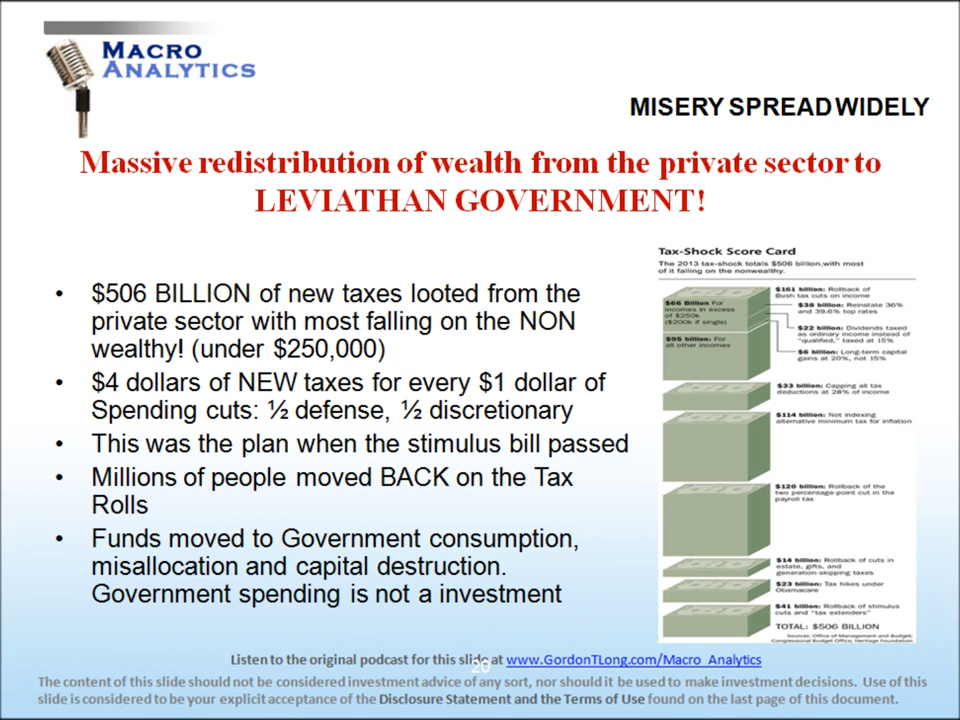 MACRO
ANALYTICS
MISERY SPREAD WIDELY
Massive redistribution of wealth from the private sector to
LEVIATHAN GOVERNMENT!
• $506 BILLION of new taxes looted from the
private sector with most falling on the NON
wealthy! (under $250,000)
• $4 dollars of NEW taxes for every $1 dollar of
Spending cuts: ½ defense, ½ discretionary
• This was the plan when the stimulus bill passed
• Millions of people moved BACK on the Tax
Rolls
• Funds moved to Government consumption,
misallocation and capital destruction.
Government spending is not a investment
Tax-Shock Score Card
The 2013 tax-shock totals $506 billion,with most
of it falling on the nonwealthy.
$161 billion: Rollback of
Bush tax cuts on income
$66 Billion For
incomes in excess
of $250k
($200k if single)
$38 billion: Reinstate 36%
and 39.6% top rates
$22 billion: Dividends taxed
as ordinary income instead of
"qualified," taxed at 15%
$95 billion: For
all other incomes
$6 billion: Long-term capital
gains at 20%, not 15%
$33 billion: Capping all tax
deductions at 28% of income
$114 billion: Not indexing
alternative minimum tax for inflation
$120 billion: Rollback of the
two percentage-point cut in the
payroll tax
$14 billion: Rollback of cuts in
estate, gifts, and
generation-skipping taxes
$23 billion: Tax hikes under
Obamacare
$41 billion: Rollback of stimulus
cuts and "tax extenders"
TOTAL: $506 BILLION
Sources: Office of Management and Budget;
Congressional Budget Office; Heritage Foundation
Listen to the original podcast for this slide at www.GordonTLong.com/Macro_Analytics
20
The content of this slide should not be considered investment advice of any sort, nor should it be used to make investment decisions. Use of this
slide is considered to be your explicit acceptance of the Disclosure Statement and the Terms of Use found on the last page of this document.